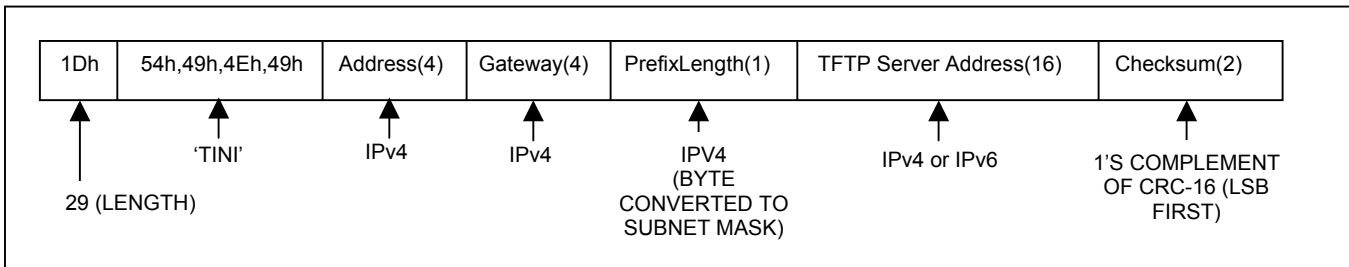 1Dh 54h,49h,4Eh,49h Address(4) Gateway(4) PrefixLength(1) TFTP Server Address(16) Checksum(2)
29 (LENGTH)
‘TINI’
IPv4
IPv4
IPV4
(BYTE
CONVERTED TO
SUBNET MASK)
IPv4 or IPv6
1’S COMPLEMENT
OF CRC-16 (LSB
FIRST)